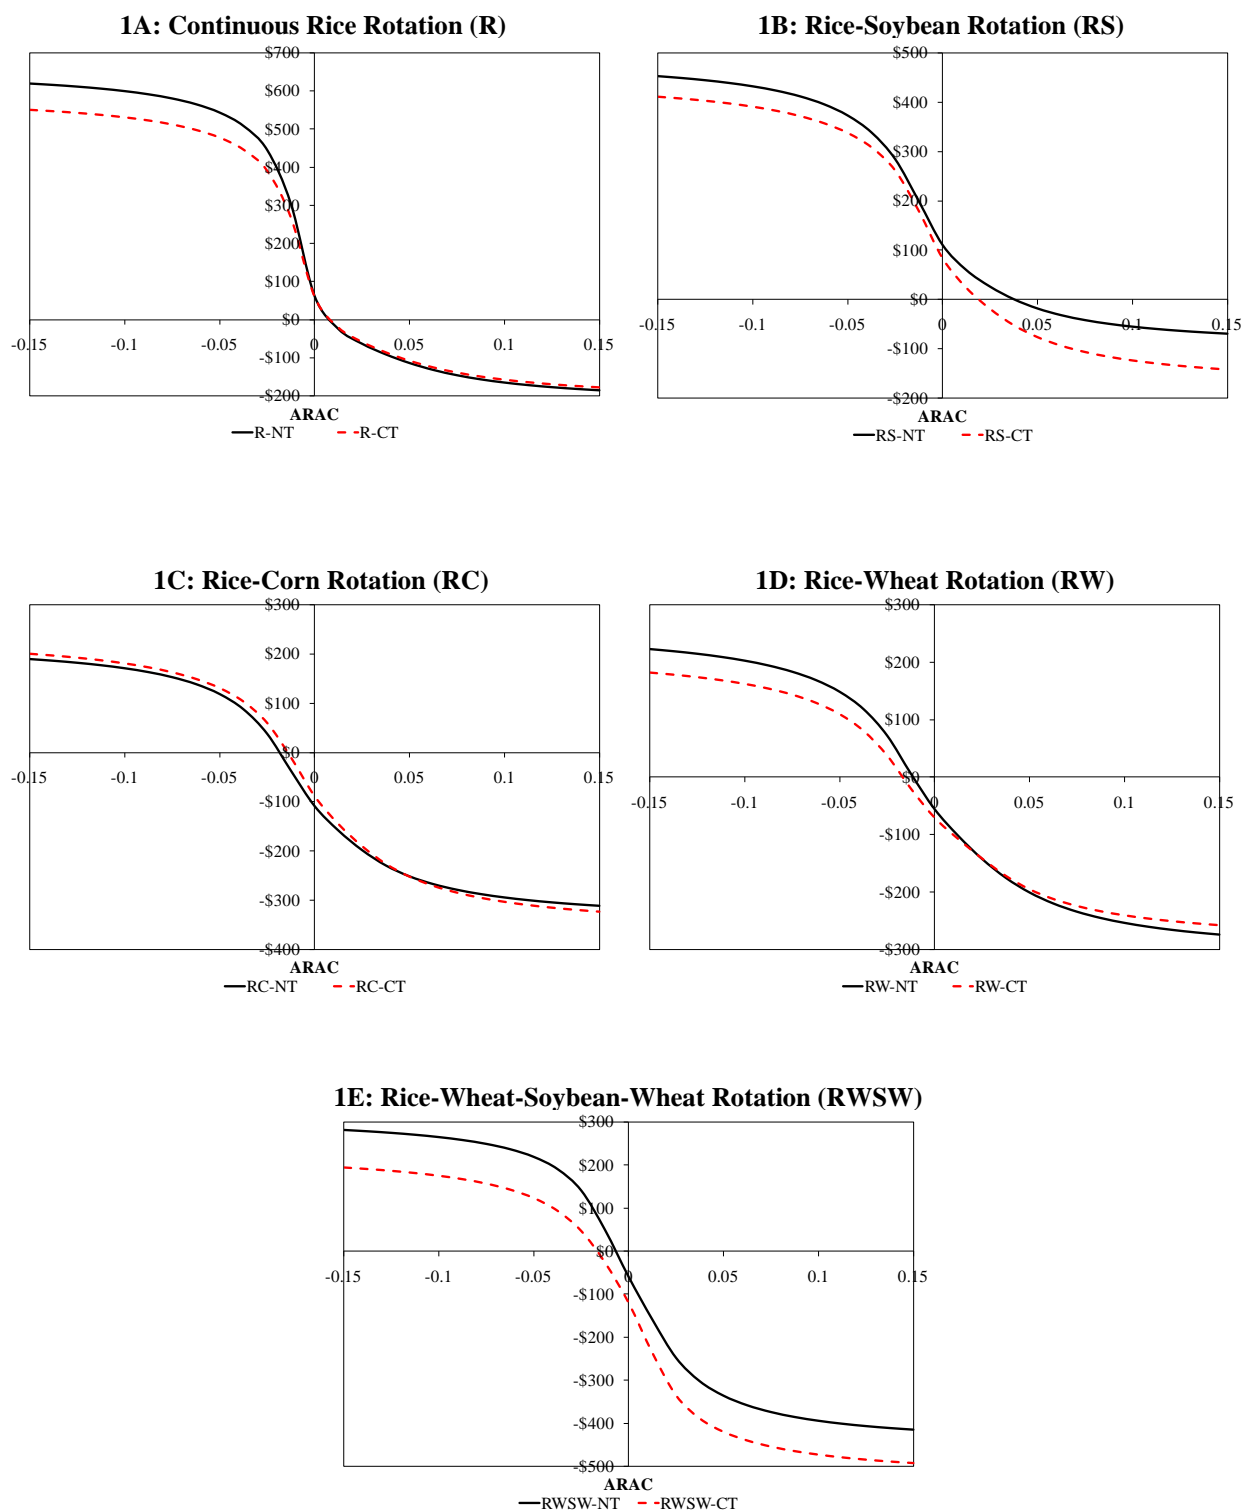 1A: Continuous Rice Rotation (R)
$700
$600
$500
$400
$300
$200
$100
$0
-$100
-$200
-0.15 -0.1 -0.05 0 0.05 0.1 0.15
ARAC
R-NT R-CT
1B: Rice-Soybean Rotation (RS)
$500
$400
$300
$200
$100
$0
-$100
-$200
-0.15 -0.1 -0.05 0 0.05 0.1 0.15
ARAC
RS-NT RS-CT
1C: Rice-Corn Rotation (RC)
$300
$200
$100
$0
-$100
-$200
-$300
-$400
-0.15 -0.1 -0.05 0 0.05 0.1 0.15
ARAC
RC-NT RC-CT
1D: Rice-Wheat Rotation (RW)
$300
$200
$100
$0
-$100
-$200
-$300
-0.15 -0.1 -0.05 0 0.05 0.1 0.15
ARAC
RW-NT RW-CT
1E: Rice-Wheat-Soybean-Wheat Rotation (RWSW)
$300
$200
$100
$0
-$100
-$200
-$300
-$400
-$500
-0.15 -0.1 -0.05 0 0.05 0.1 0.15
ARAC
RWSW-NT RWSW-CT